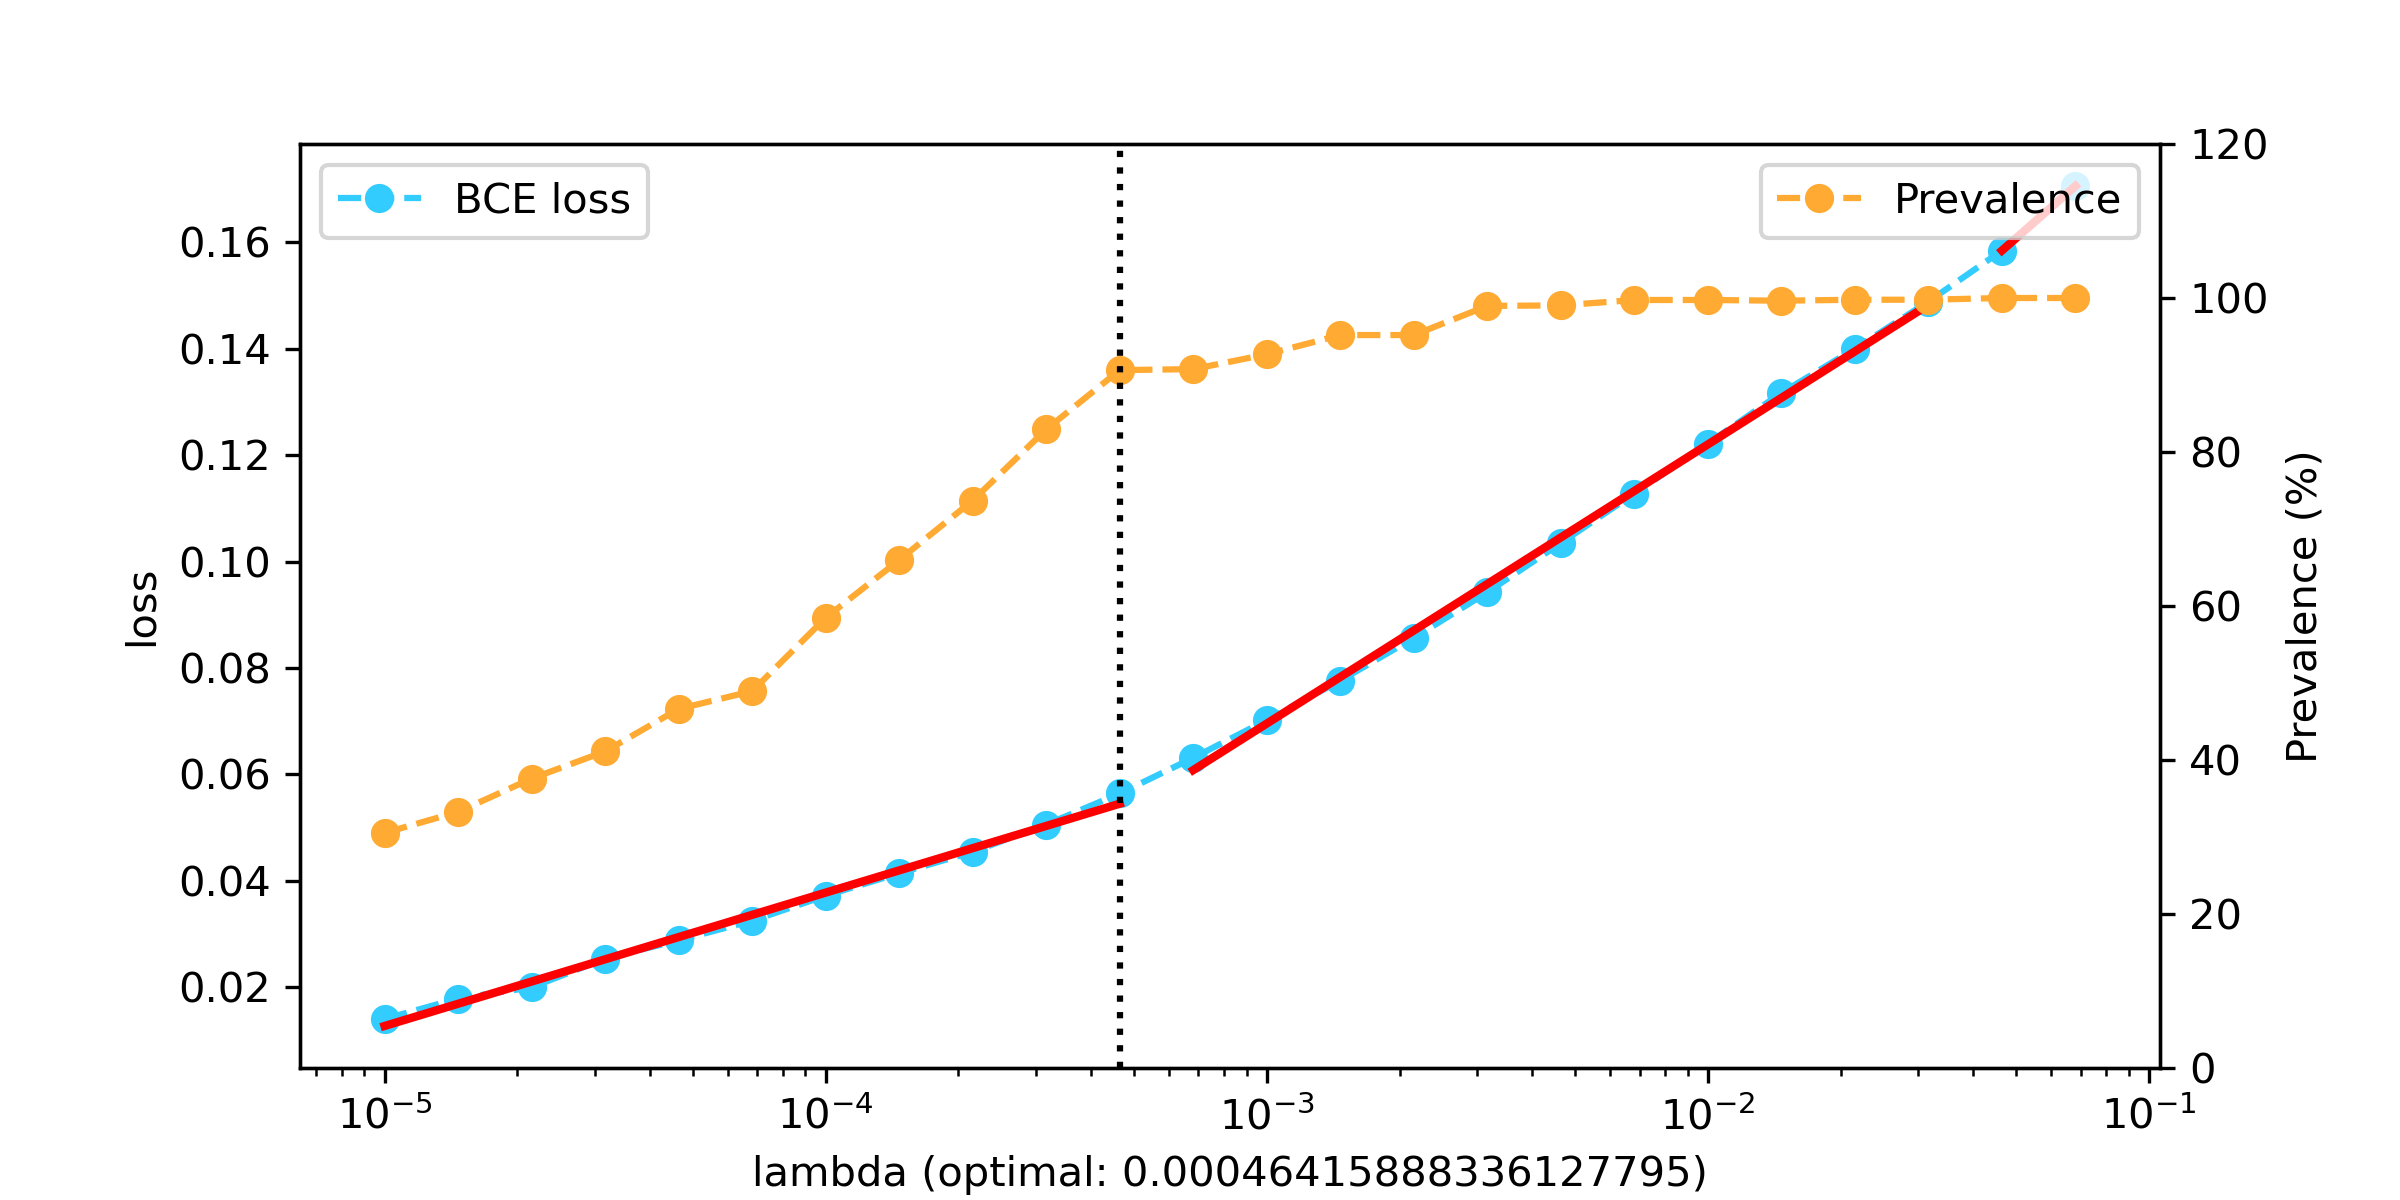 BCE loss
Prevalence
0.16
0.14
0.12
0.10
0.08
0.06
0.04
0.02
loss
120
100
80
60
40
20
0
Prevalence (%)
10⁻⁵ 10⁻⁴ 10⁻³ 10⁻² 10⁻¹
lambda (optimal: 0.00046415888336127795)